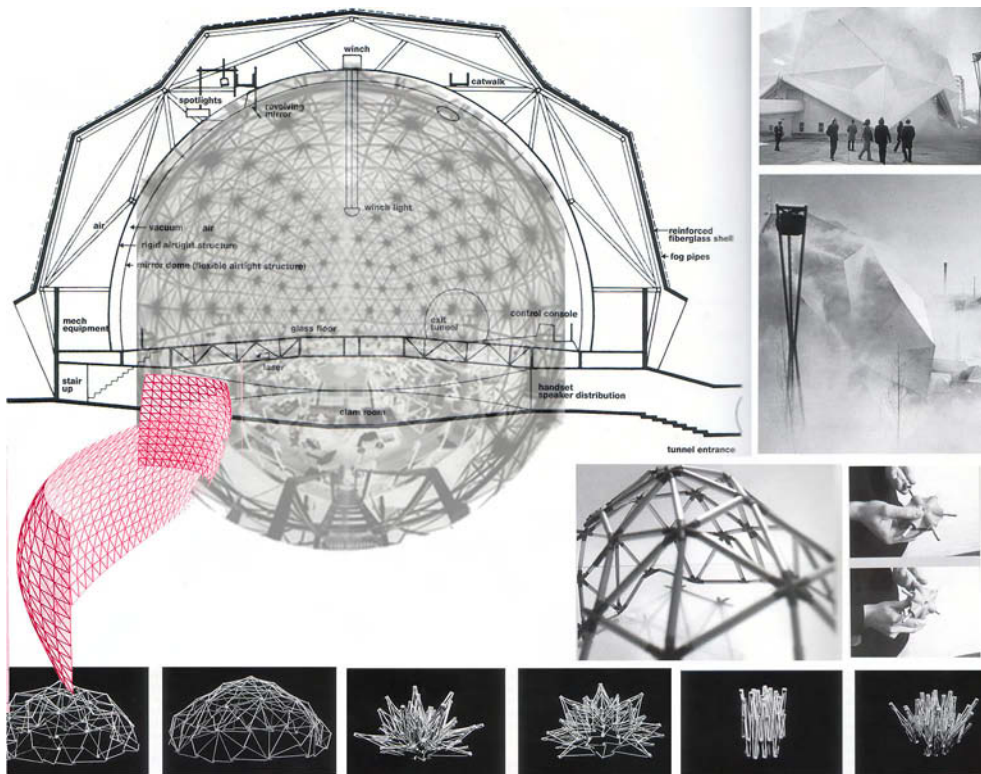 winch
catwalk
spotlights
revolving
mirror
winch light
air
vacuum
air
reinforced
fiberglass shell
rigid airtight structure
fog pipes
mirror dome (flexible airtight structure)
mech
equipment
glass floor
exit
tunnel
control console
laser
stair
up
handset
speaker distribution
clam room
tunnel entrance